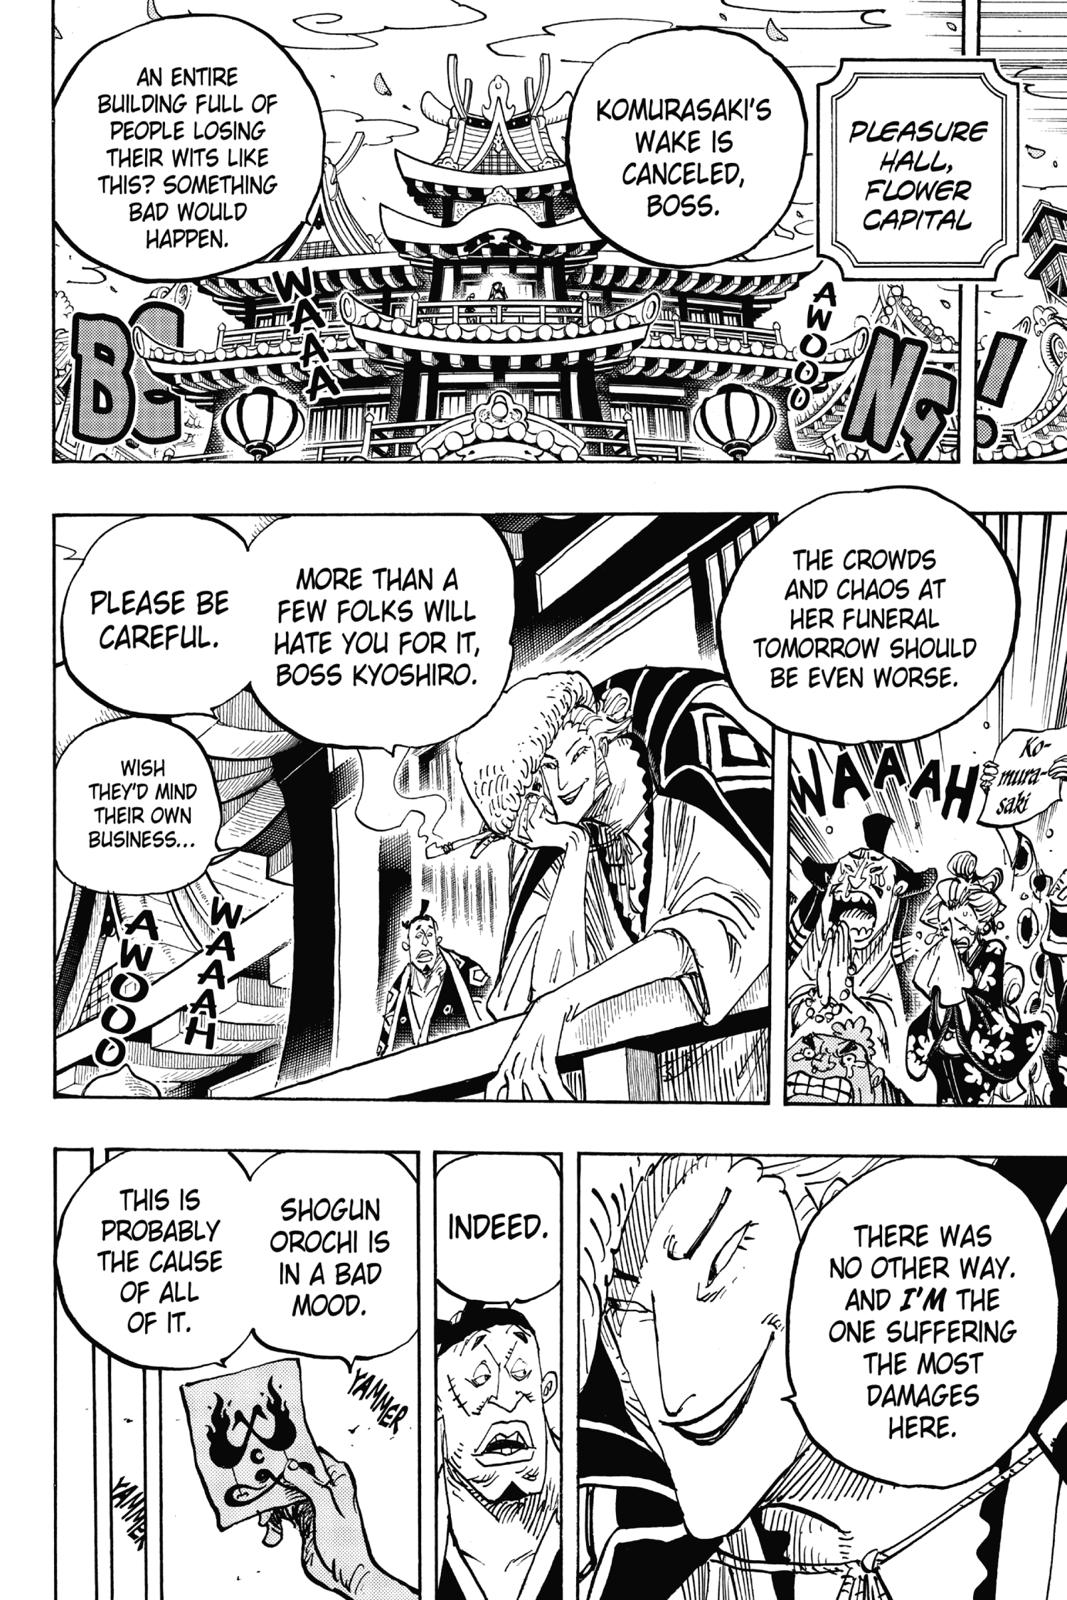 PLEASURE
HALL,
FLOWER
CAPITAL
KOMURASAKI'S
WAKE IS
CANCELED,
BOSS.
AN ENTIRE
BUILDING FULL OF
PEOPLE LOSING
THEIR WITS LIKE
THIS? SOMETHING
BAD WOULD
HAPPEN.
WAAA
AWOOO
BE
NG!
THE CROWDS
AND CHAOS AT
HER FUNERAL
TOMORROW SHOULD
BE EVEN WORSE.
WAAAH
Ko-
mura-
saki
MORE THAN A
FEW FOLKS WILL
HATE YOU FOR IT,
BOSS KYOSHIRO.
PLEASE BE
CAREFUL.
WISH
THEY'D MIND
THEIR OWN
BUSINESS...
WAAAH
AWOOO
THERE WAS
NO OTHER WAY.
AND I'M THE
ONE SUFFERING
THE MOST
DAMAGES
HERE.
INDEED.
SHOGUN
OROCHI IS
IN A BAD
MOOD.
THIS IS
PROBABLY
THE CAUSE
OF ALL
OF IT.
YAMMER
YAMMER